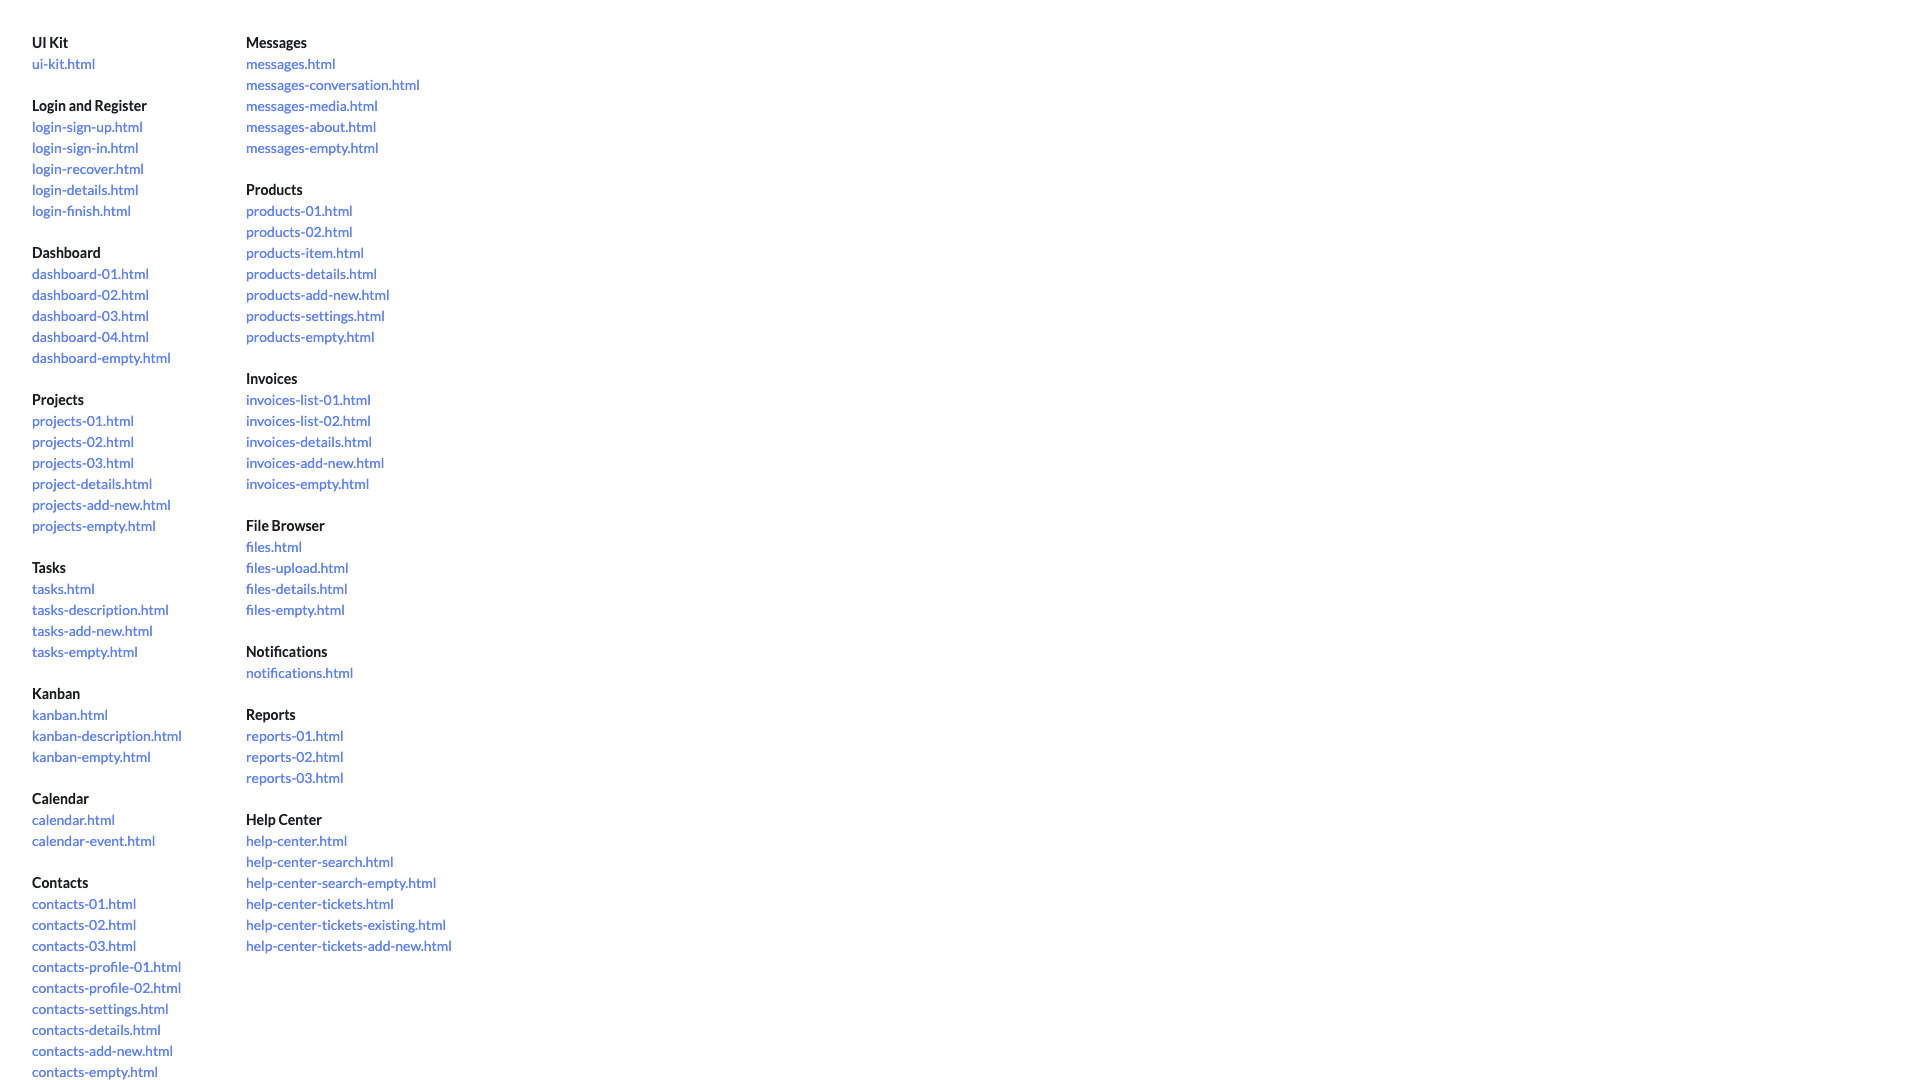 UI Kit
ui-kit.html
Login and Register
login-sign-up.html
login-sign-in.html
login-recover.html
login-details.html
login-finish.html
Dashboard
dashboard-01.html
dashboard-02.html
dashboard-03.html
dashboard-04.html
dashboard-empty.html
Projects
projects-01.html
projects-02.html
projects-03.html
project-details.html
projects-add-new.html
projects-empty.html
Tasks
tasks.html
tasks-description.html
tasks-add-new.html
tasks-empty.html
Kanban
kanban.html
kanban-description.html
kanban-empty.html
Calendar
calendar.html
calendar-event.html
Contacts
contacts-01.html
contacts-02.html
contacts-03.html
contacts-profile-01.html
contacts-profile-02.html
contacts-settings.html
contacts-details.html
contacts-add-new.html
contacts-empty.html
Messages
messages.html
messages-conversation.html
messages-media.html
messages-about.html
messages-empty.html
Products
products-01.html
products-02.html
products-item.html
products-details.html
products-add-new.html
products-settings.html
products-empty.html
Invoices
invoices-list-01.html
invoices-list-02.html
invoices-details.html
invoices-add-new.html
invoices-empty.html
File Browser
files.html
files-upload.html
files-details.html
files-empty.html
Notifications
notifications.html
Reports
reports-01.html
reports-02.html
reports-03.html
Help Center
help-center.html
help-center-search.html
help-center-search-empty.html
help-center-tickets.html
help-center-tickets-existing.html
help-center-tickets-add-new.html